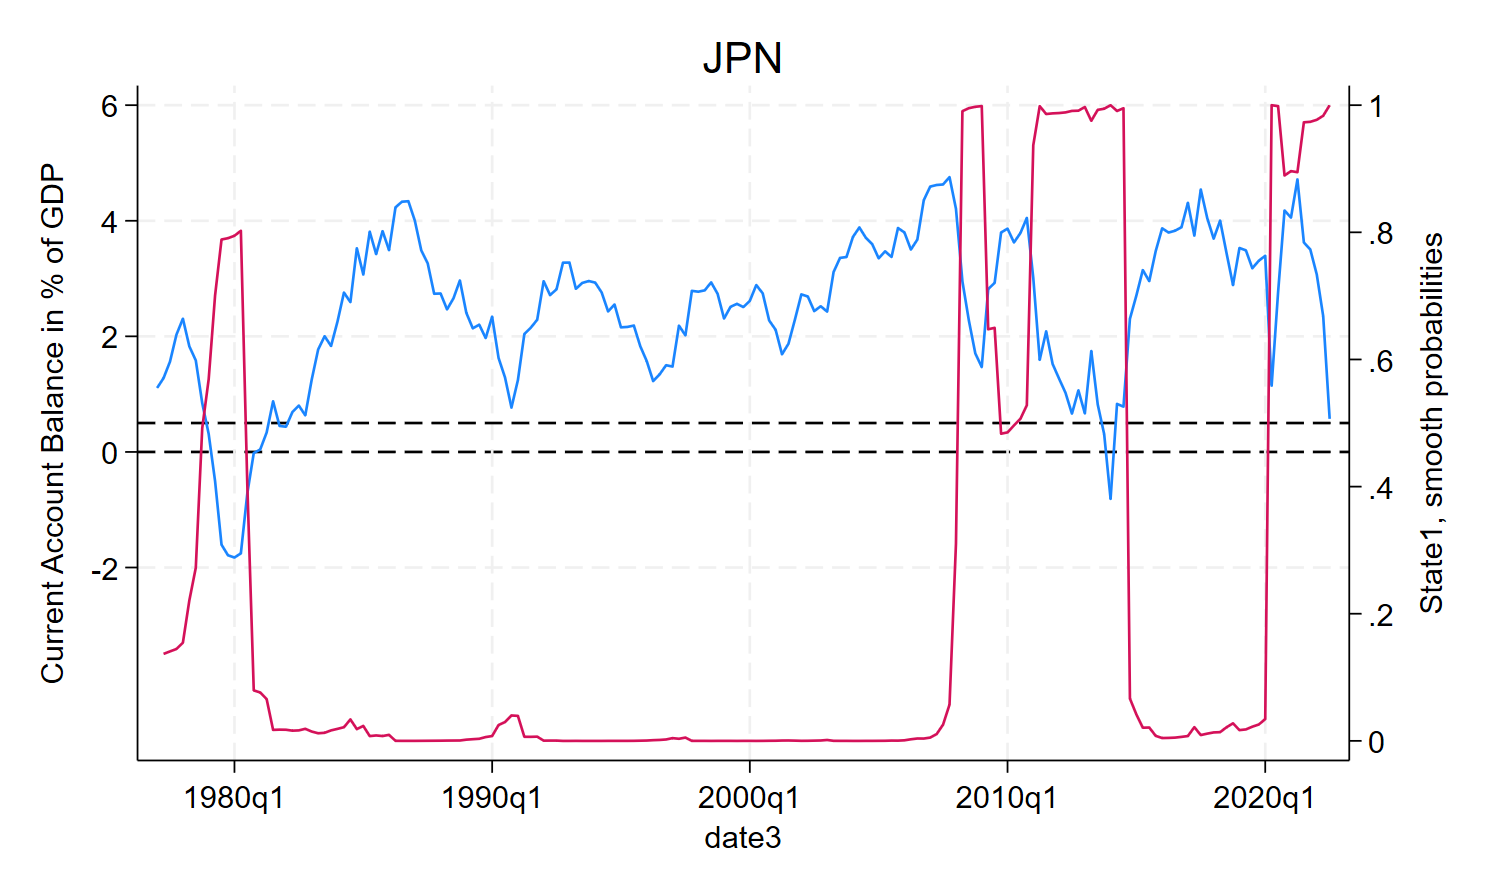 JPN
Current Account Balance in % of GDP
6
4
2
0
-2
1
.8
.6
.4
.2
0
State1, smooth probabilities
1980q1 1990q1 2000q1 2010q1 2020q1
date3